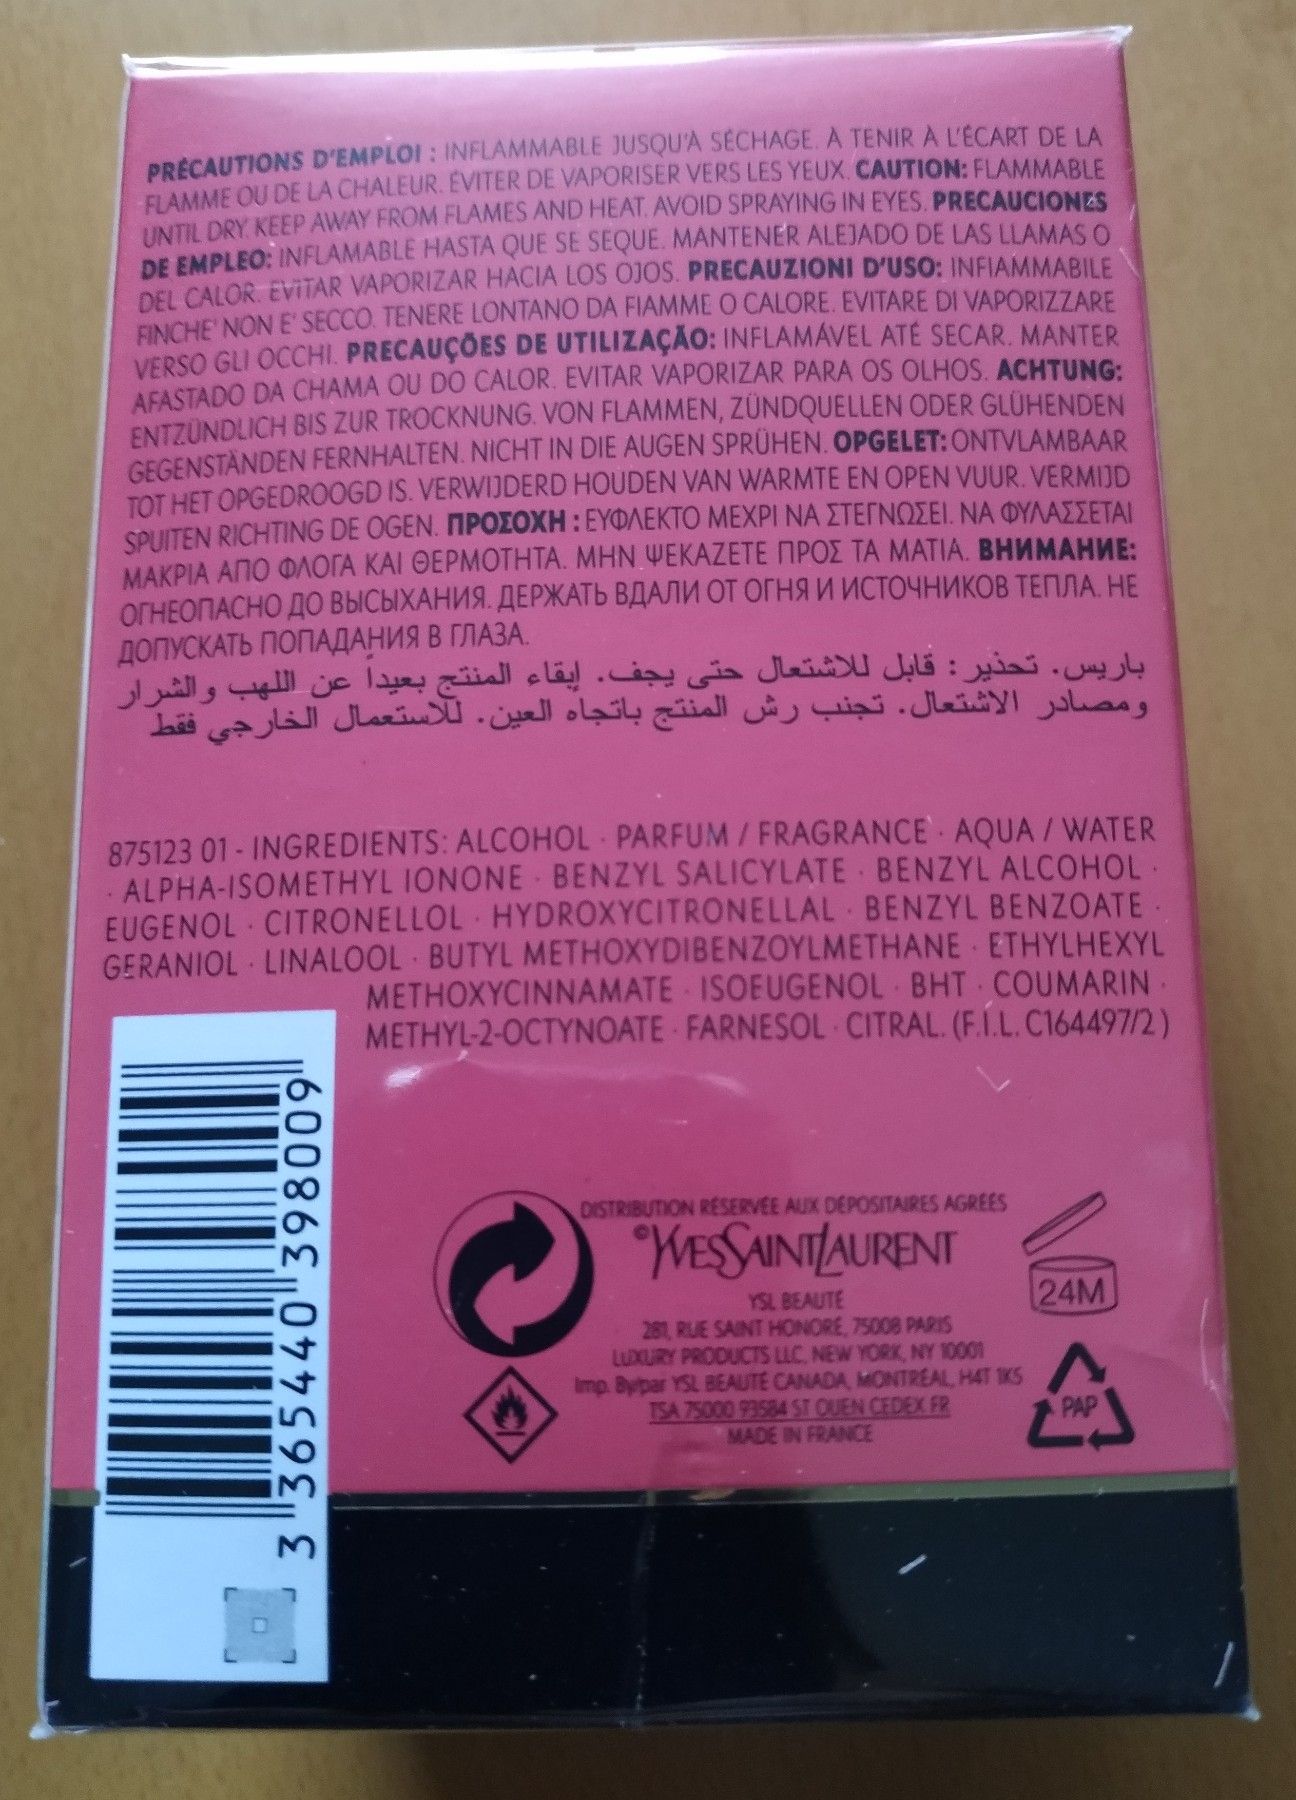 PRÉCAUTIONS D'EMPLOI : INFLAMMABLE JUSQU'À SÉCHAGE. À TENIR À L'ÉCART DE LA
FLAMME OU DE LA CHALEUR. ÉVITER DE VAPORISER VERS LES YEUX. CAUTION: FLAMMABLE
UNTIL DRY. KEEP AWAY FROM FLAMES AND HEAT. AVOID SPRAYING IN EYES. PRECAUCIONES
DE EMPLEO: INFLAMABLE HASTA QUE SE SEQUE. MANTENER ALEJADO DE LAS LLAMAS O
DEL CALOR. EVITAR VAPORIZAR HACIA LOS OJOS. PRECAUZIONI D'USO: INFIAMMABILE
FINCHE' NON E' SECCO. TENERE LONTANO DA FIAMME O CALORE. EVITARE DI VAPORIZZARE
VERSO GLI OCCHI. PRECAUÇÕES DE UTILIZAÇÃO: INFLAMÁVEL ATÉ SECAR. MANTER
AFASTADO DA CHAMA OU DO CALOR. EVITAR VAPORIZAR PARA OS OLHOS. ACHTUNG:
ENTZÜNDLICH BIS ZUR TROCKNUNG. VON FLAMMEN, ZÜNDQUELLEN ODER GLÜHENDEN
GEGENSTÄNDEN FERNHALTEN. NICHT IN DIE AUGEN SPRÜHEN. OPGELET: ONTVLAMBAAR
TOT HET OPGEDROOGD IS. VERWIJDERD HOUDEN VAN WARMTE EN OPEN VUUR. VERMIJD
SPUITEN RICHTING DE OGEN. ΠΡΟΣΟΧΗ : ΕΥΦΛΕΚΤΟ ΜΕΧΡΙ ΝΑ ΣΤΕΓΝΩΣΕΙ. ΝΑ ΦΥΛΑΣΣΕΤΑΙ
ΜΑΚΡΙΑ ΑΠΟ ΦΛΟΓΑ ΚΑΙ ΘΕΡΜΟΤΗΤΑ. ΜΗΝ ΨΕΚΑΖΕΤΕ ΠΡΟΣ ΤΑ ΜΑΤΙΑ. ВНИМАНИЕ:
ОГНЕОПАСНО ДО ВЫСЫХАНИЯ. ДЕРЖАТЬ ВДАЛИ ОТ ОГНЯ И ИСТОЧНИКОВ ТЕПЛА. НЕ
ДОПУСКАТЬ ПОПАДАНИЯ В ГЛАЗА.
باريس. تحذير : قابل للاشتعال حتى يجف. إبقاء المنتج بعيداً عن اللهب والشرار
ومصادر الاشتعال. تجنب رش المنتج باتجاه العين. للاستعمال الخارجي فقط
875123 01 - INGREDIENTS: ALCOHOL · PARFUM / FRAGRANCE · AQUA / WATER
· ALPHA-ISOMETHYL IONONE · BENZYL SALICYLATE · BENZYL ALCOHOL ·
EUGENOL · CITRONELLOL · HYDROXYCITRONELLAL · BENZYL BENZOATE ·
GERANIOL · LINALOOL · BUTYL METHOXYDIBENZOYLMETHANE · ETHYLHEXYL
METHOXYCINNAMATE · ISOEUGENOL · BHT · COUMARIN ·
METHYL-2-OCTYNOATE · FARNESOL · CITRAL. (F.I.L. C164497/2)
3 365440 398009
DISTRIBUTION RÉSERVÉE AUX DÉPOSITAIRES AGRÉÉS
©YVESSAINTLAURENT
YSL BEAUTÉ
281, RUE SAINT HONORÉ, 75008 PARIS
LUXURY PRODUCTS LLC, NEW YORK, NY 10001
Imp. By/par YSL BEAUTÉ CANADA, MONTRÉAL, H4T 1K5
TSA 75000 93584 ST OUEN CEDEX FR
MADE IN FRANCE
24M
PAP